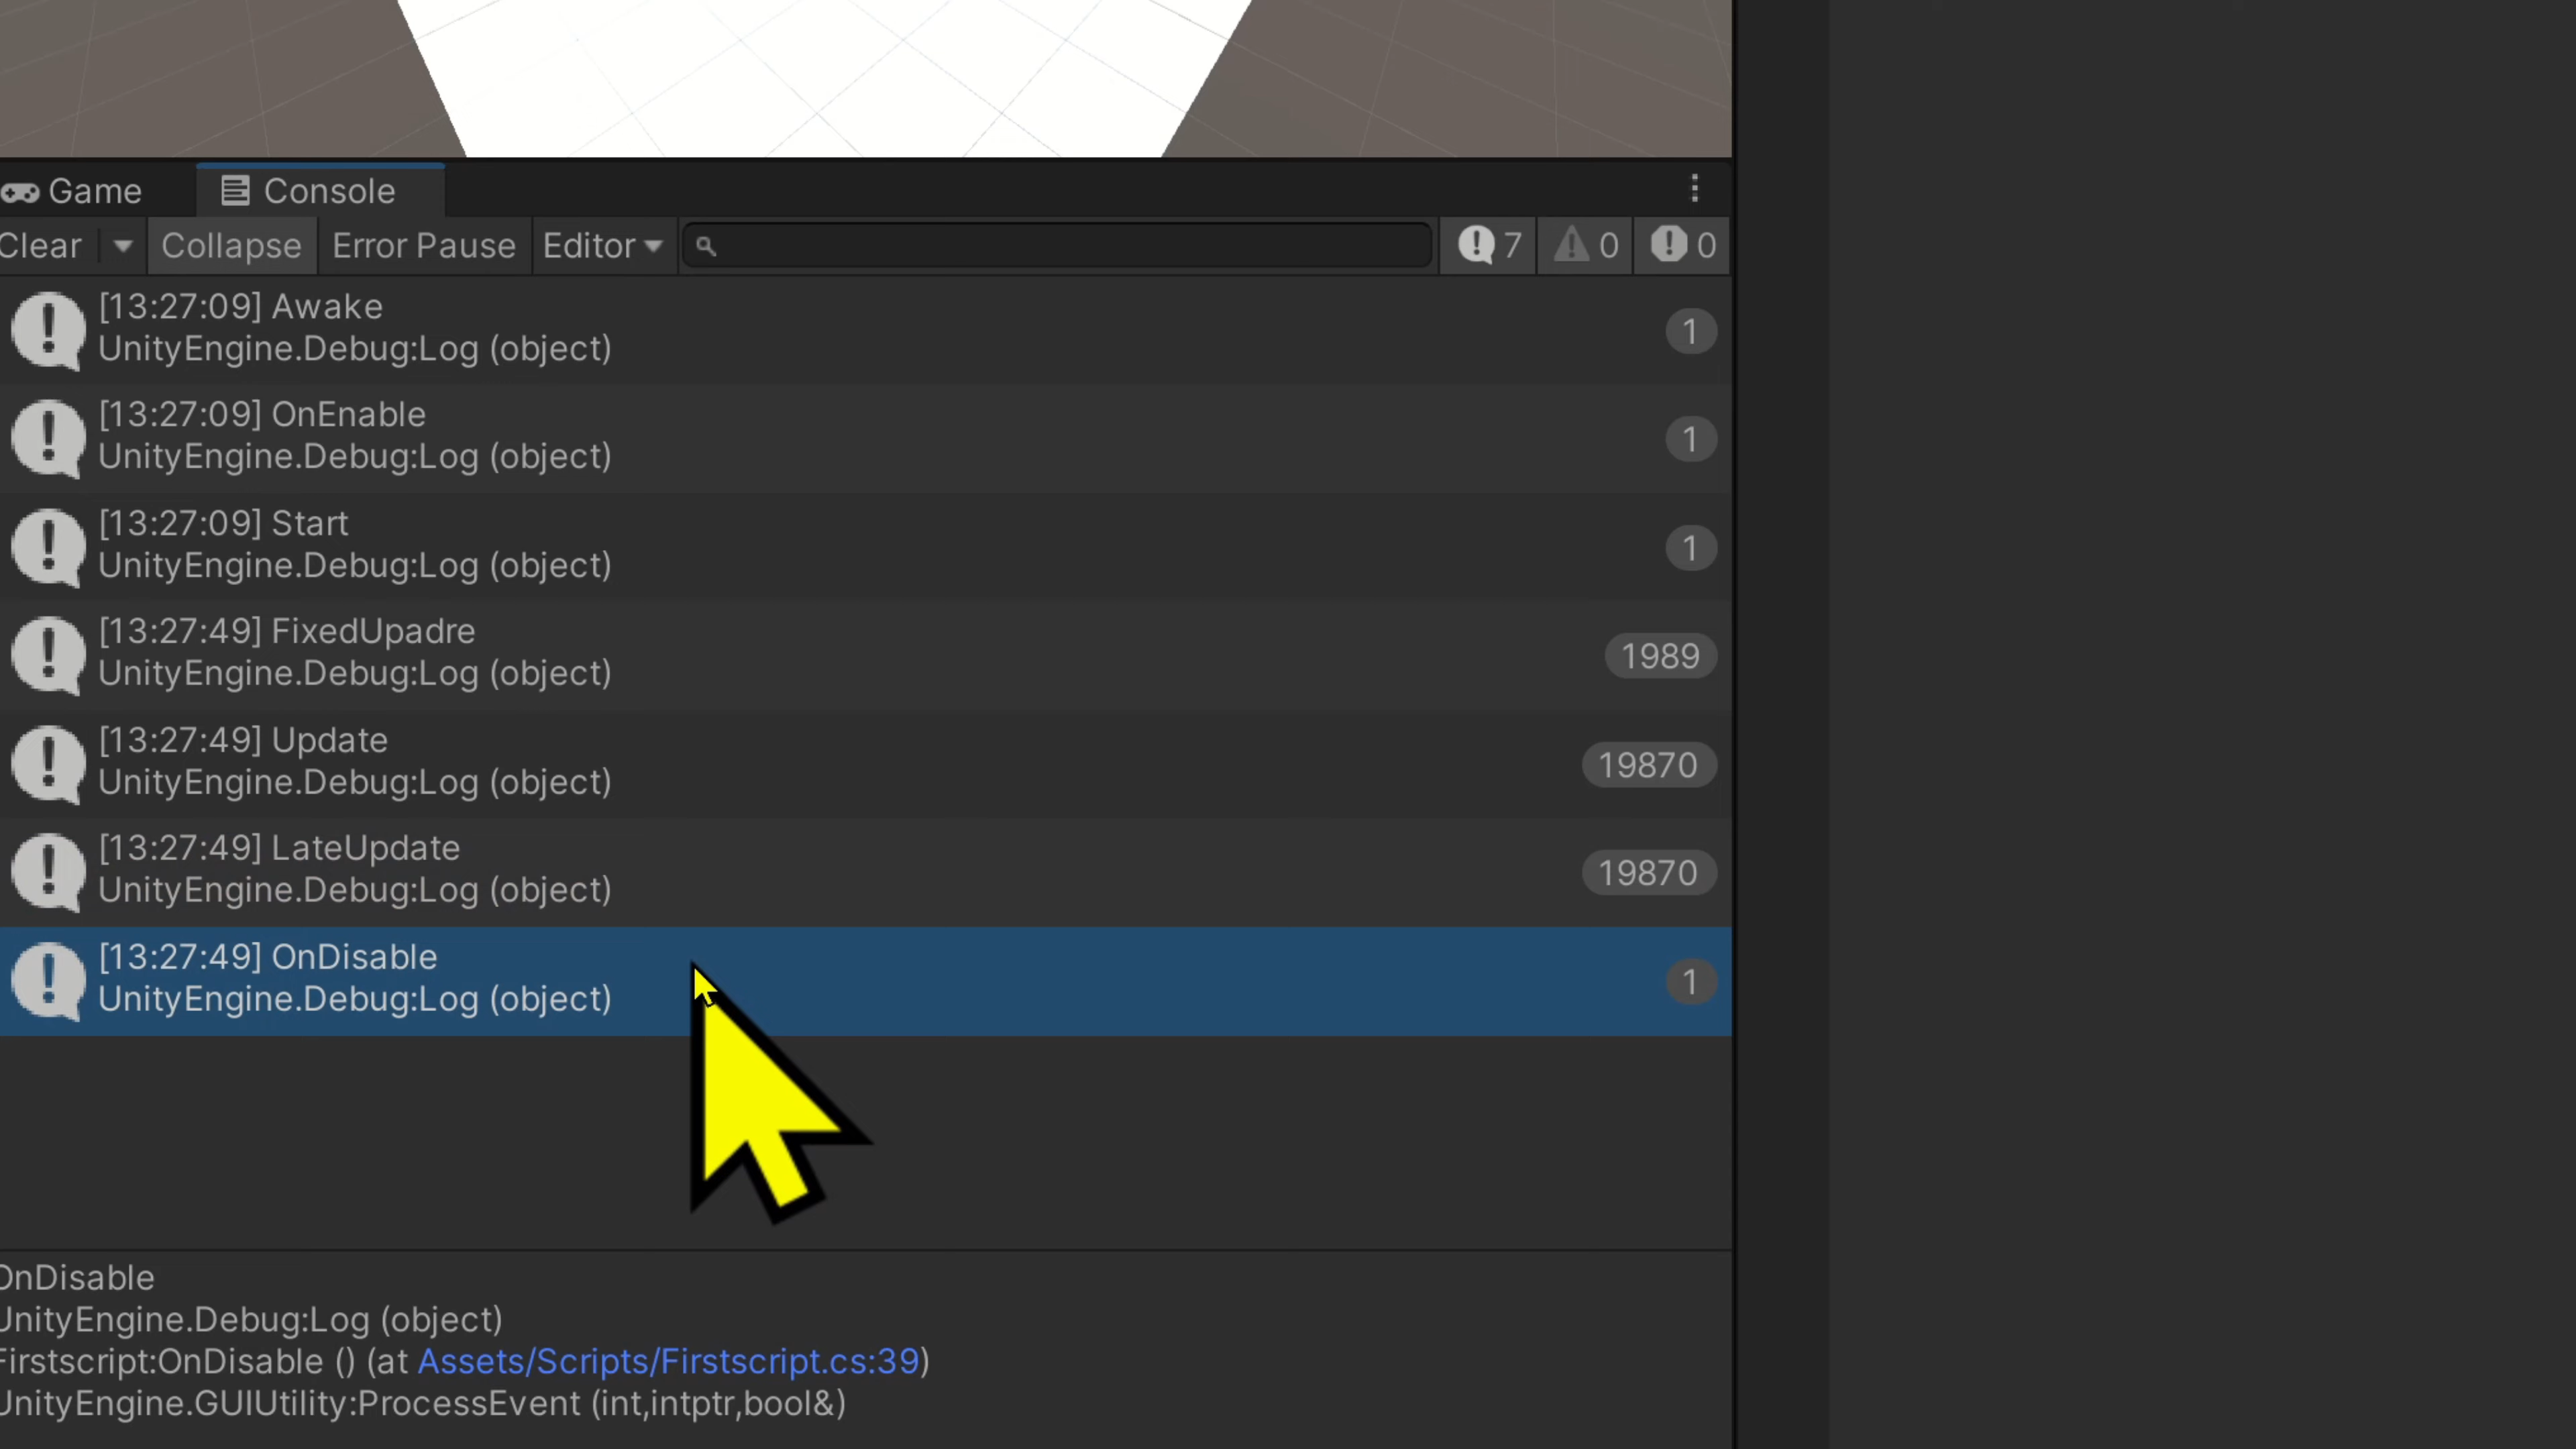 Game Console
Clear Collapse Error Pause Editor 7 0 0
[13:27:09] Awake
UnityEngine.Debug:Log (object)
1
[13:27:09] OnEnable
UnityEngine.Debug:Log (object)
1
[13:27:09] Start
UnityEngine.Debug:Log (object)
1
[13:27:49] FixedUpadre
UnityEngine.Debug:Log (object)
1989
[13:27:49] Update
UnityEngine.Debug:Log (object)
19870
[13:27:49] LateUpdate
UnityEngine.Debug:Log (object)
19870
[13:27:49] OnDisable
UnityEngine.Debug:Log (object)
1
OnDisable
UnityEngine.Debug:Log (object)
Firstscript:OnDisable () (at Assets/Scripts/Firstscript.cs:39)
UnityEngine.GUIUtility:ProcessEvent (int,intptr,bool&)